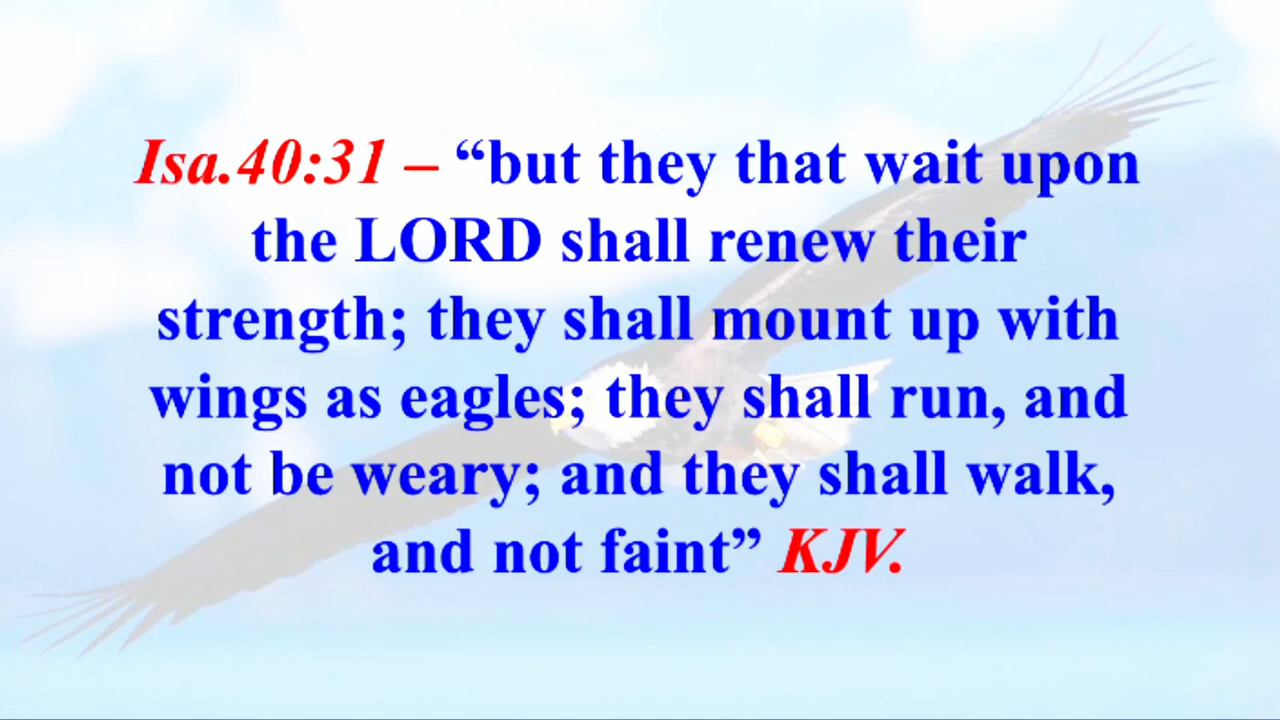 Isa.40:31 – “but they that wait upon
the LORD shall renew their
strength; they shall mount up with
wings as eagles; they shall run, and
not be weary; and they shall walk,
and not faint” KJV.